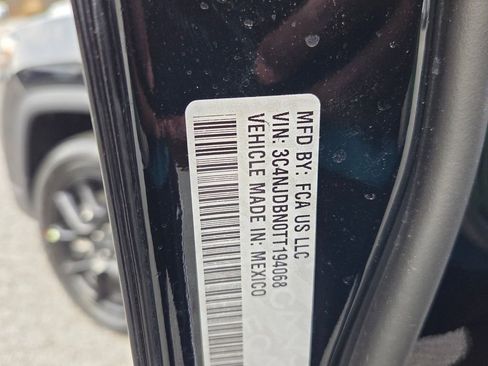 MFD BY: FCA US LLC
VIN: 3C4NJDBN0TT194068
VEHICLE MADE IN: MEXICO